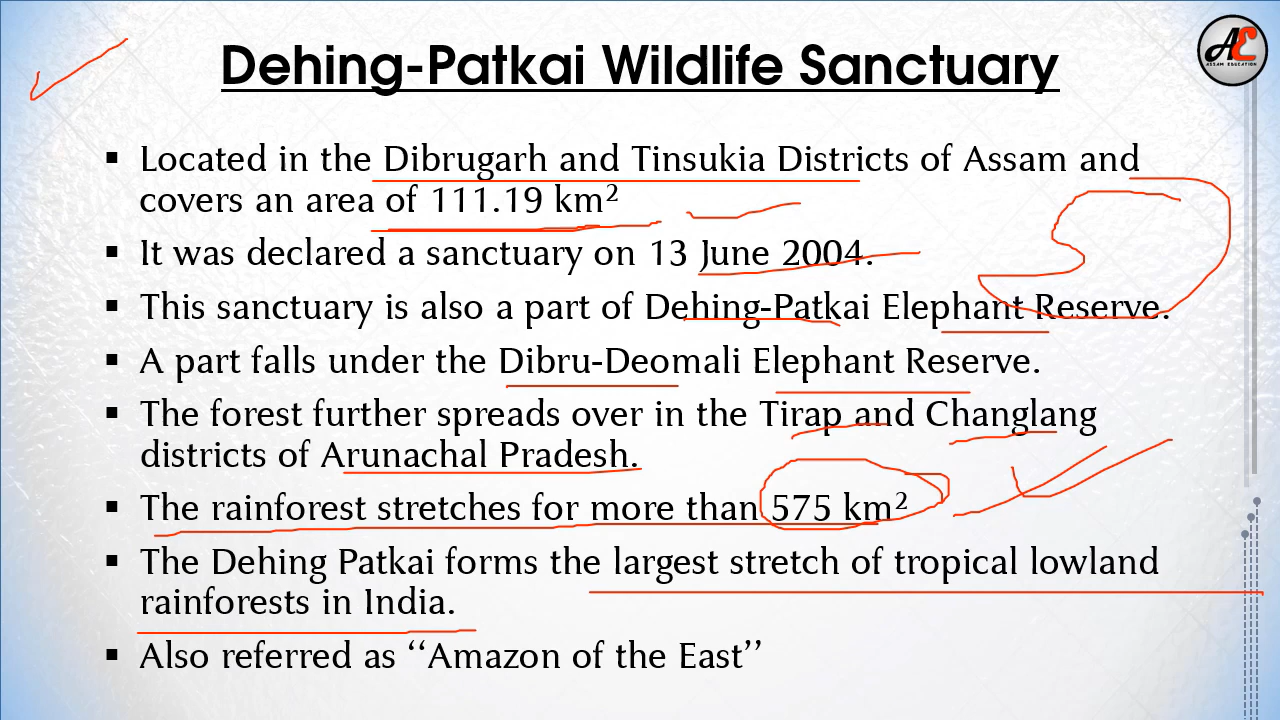 Dehing-Patkai Wildlife Sanctuary
AE
ASSAM EDUCATION
▪ Located in the Dibrugarh and Tinsukia Districts of Assam and
covers an area of 111.19 km²
▪ It was declared a sanctuary on 13 June 2004.
▪ This sanctuary is also a part of Dehing-Patkai Elephant Reserve.
▪ A part falls under the Dibru-Deomali Elephant Reserve.
▪ The forest further spreads over in the Tirap and Changlang
districts of Arunachal Pradesh.
▪ The rainforest stretches for more than 575 km²
▪ The Dehing Patkai forms the largest stretch of tropical lowland
rainforests in India.
▪ Also referred as ‘‘Amazon of the East’’